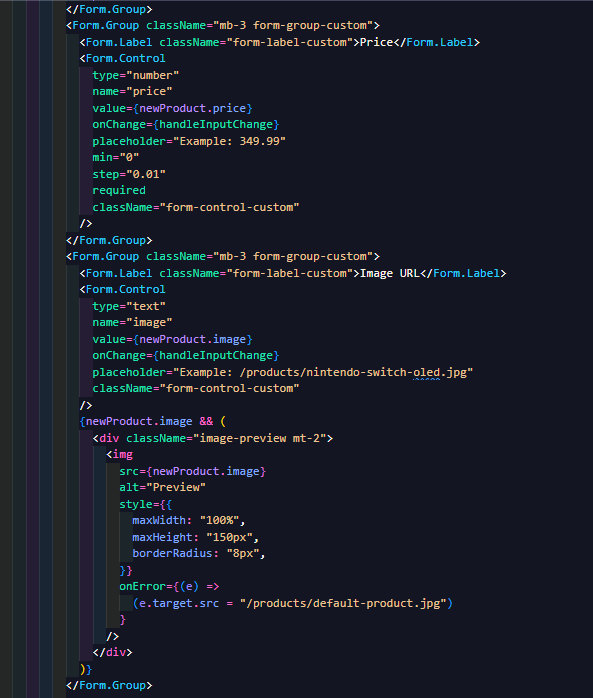 </Form.Group>
<Form.Group className="mb-3 form-group-custom">
<Form.Label className="form-label-custom">Price</Form.Label>
<Form.Control
type="number"
name="price"
value={newProduct.price}
onChange={handleInputChange}
placeholder="Example: 349.99"
min="0"
step="0.01"
required
className="form-control-custom"
/>
</Form.Group>
<Form.Group className="mb-3 form-group-custom">
<Form.Label className="form-label-custom">Image URL</Form.Label>
<Form.Control
type="text"
name="image"
value={newProduct.image}
onChange={handleInputChange}
placeholder="Example: /products/nintendo-switch-oled.jpg"
className="form-control-custom"
/>
{newProduct.image && (
<div className="image-preview mt-2">
<img
src={newProduct.image}
alt="Preview"
style={{
maxWidth: "100%",
maxHeight: "150px",
borderRadius: "8px",
}}
onError={(e) =>
(e.target.src = "/products/default-product.jpg")
}
/>
</div>
)}
</Form.Group>